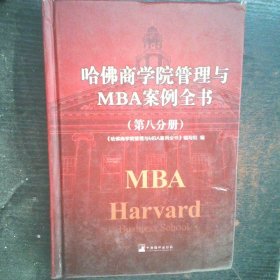 哈佛商学院管理与
MBA案例全书
(第八分册)
《哈佛商学院管理与MBA案例全书》编写组 编
MBA
Harvard
Business School